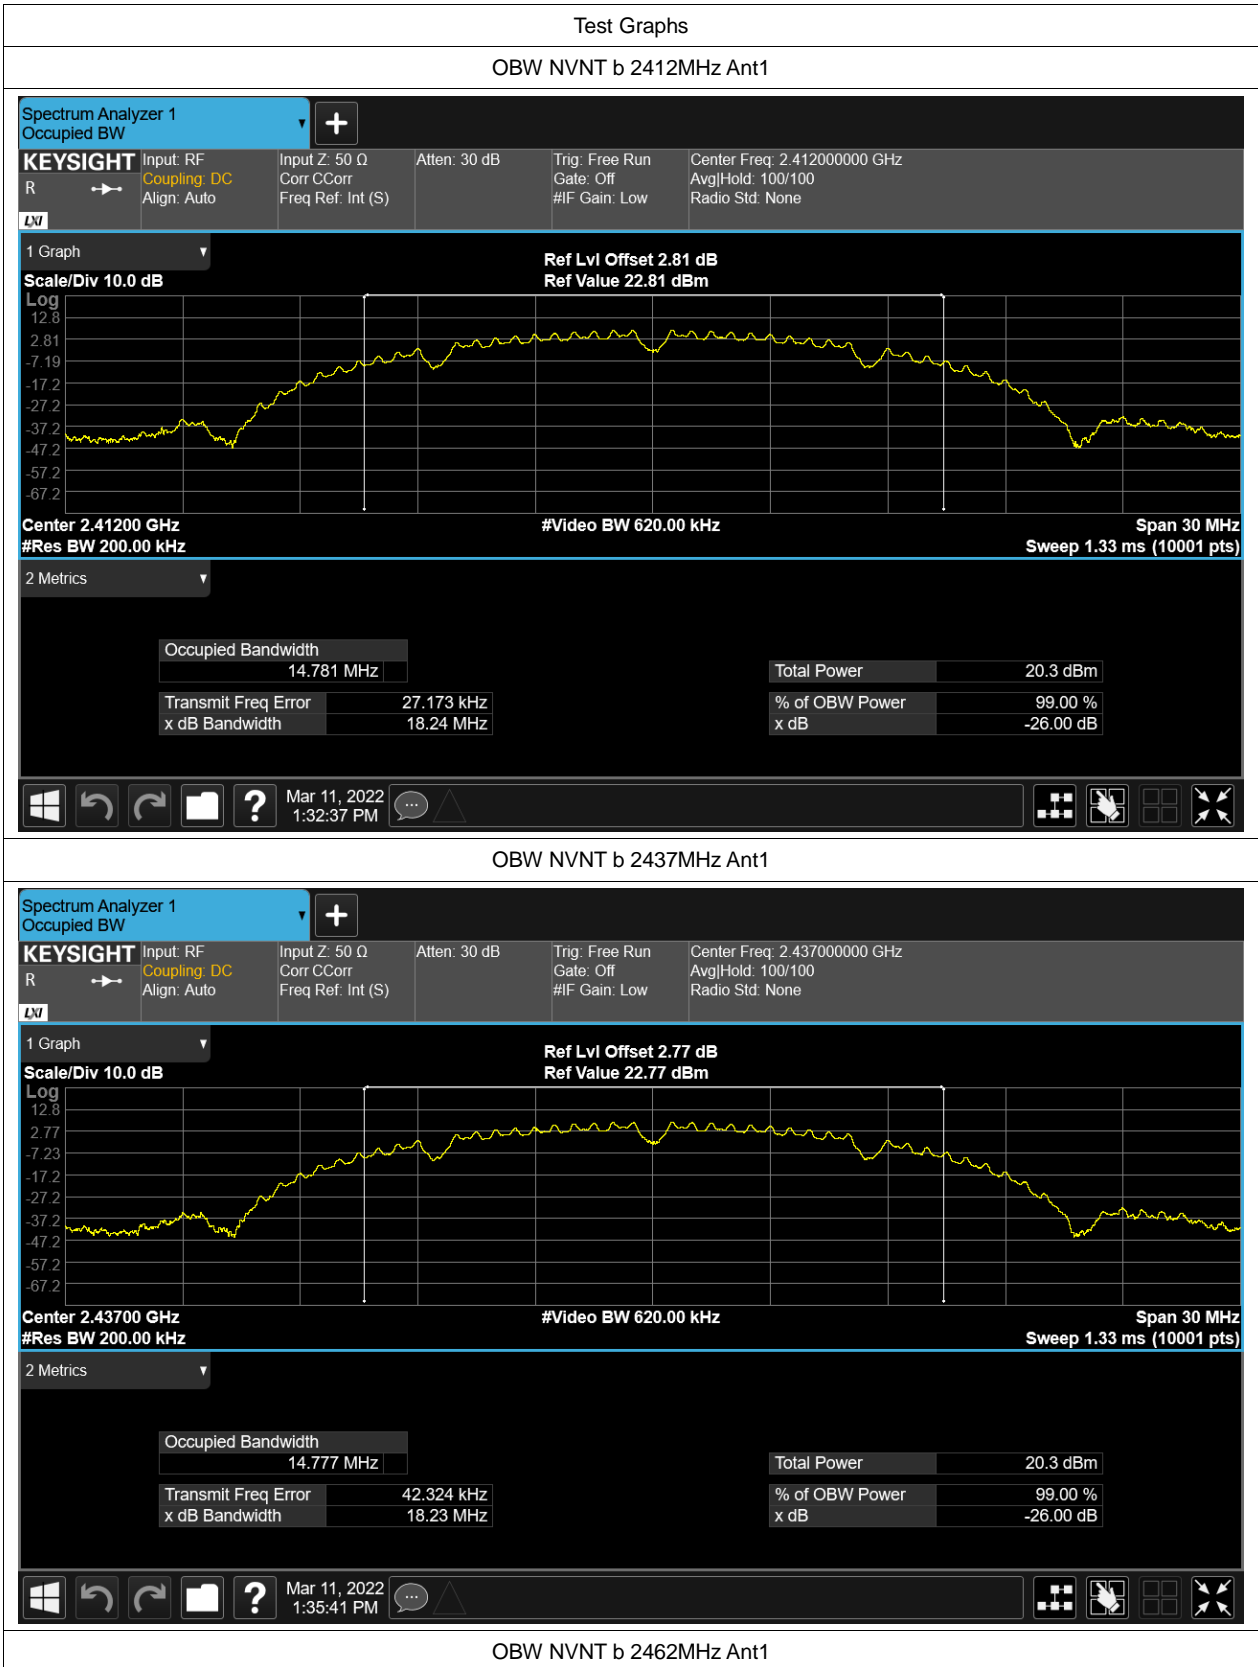 Test Graphs
OBW NVNT b 2412MHz Ant1
Spectrum Analyzer 1
Occupied BW
KEYSIGHT
R
LXI
Input: RF
Coupling: DC
Align: Auto
Input Z: 50 Ω
Corr CCorr
Freq Ref: Int (S)
Atten: 30 dB
Trig: Free Run
Gate: Off
#IF Gain: Low
Center Freq: 2.412000000 GHz
Avg|Hold: 100/100
Radio Std: None
1 Graph
Scale/Div 10.0 dB
Ref Lvl Offset 2.81 dB
Ref Value 22.81 dBm
Log
12.8
2.81
-7.19
-17.2
-27.2
-37.2
-47.2
-57.2
-67.2
Center 2.41200 GHz
#Res BW 200.00 kHz
#Video BW 620.00 kHz
Span 30 MHz
Sweep 1.33 ms (10001 pts)
2 Metrics
Occupied Bandwidth
14.781 MHz
Transmit Freq Error 27.173 kHz
x dB Bandwidth 18.24 MHz
Total Power 20.3 dBm
% of OBW Power 99.00 %
x dB -26.00 dB
?
Mar 11, 2022
1:32:37 PM
OBW NVNT b 2437MHz Ant1
Spectrum Analyzer 1
Occupied BW
KEYSIGHT
R
LXI
Input: RF
Coupling: DC
Align: Auto
Input Z: 50 Ω
Corr CCorr
Freq Ref: Int (S)
Atten: 30 dB
Trig: Free Run
Gate: Off
#IF Gain: Low
Center Freq: 2.437000000 GHz
Avg|Hold: 100/100
Radio Std: None
1 Graph
Scale/Div 10.0 dB
Ref Lvl Offset 2.77 dB
Ref Value 22.77 dBm
Log
12.8
2.77
-7.23
-17.2
-27.2
-37.2
-47.2
-57.2
-67.2
Center 2.43700 GHz
#Res BW 200.00 kHz
#Video BW 620.00 kHz
Span 30 MHz
Sweep 1.33 ms (10001 pts)
2 Metrics
Occupied Bandwidth
14.777 MHz
Transmit Freq Error 42.324 kHz
x dB Bandwidth 18.23 MHz
Total Power 20.3 dBm
% of OBW Power 99.00 %
x dB -26.00 dB
?
Mar 11, 2022
1:35:41 PM
OBW NVNT b 2462MHz Ant1